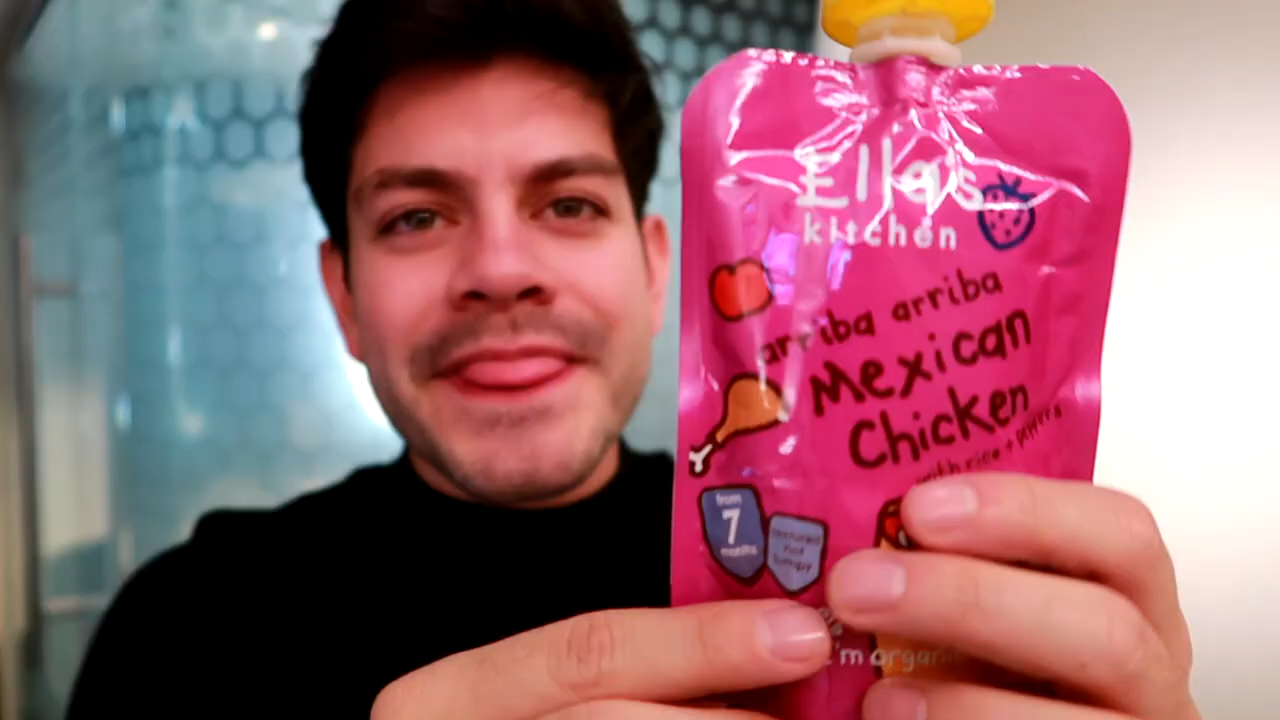 Ella's
kitchen
arriba arriba
Mexican
Chicken
with rice + peppers
from
7
months
textured
not
lumpy
I'm organic